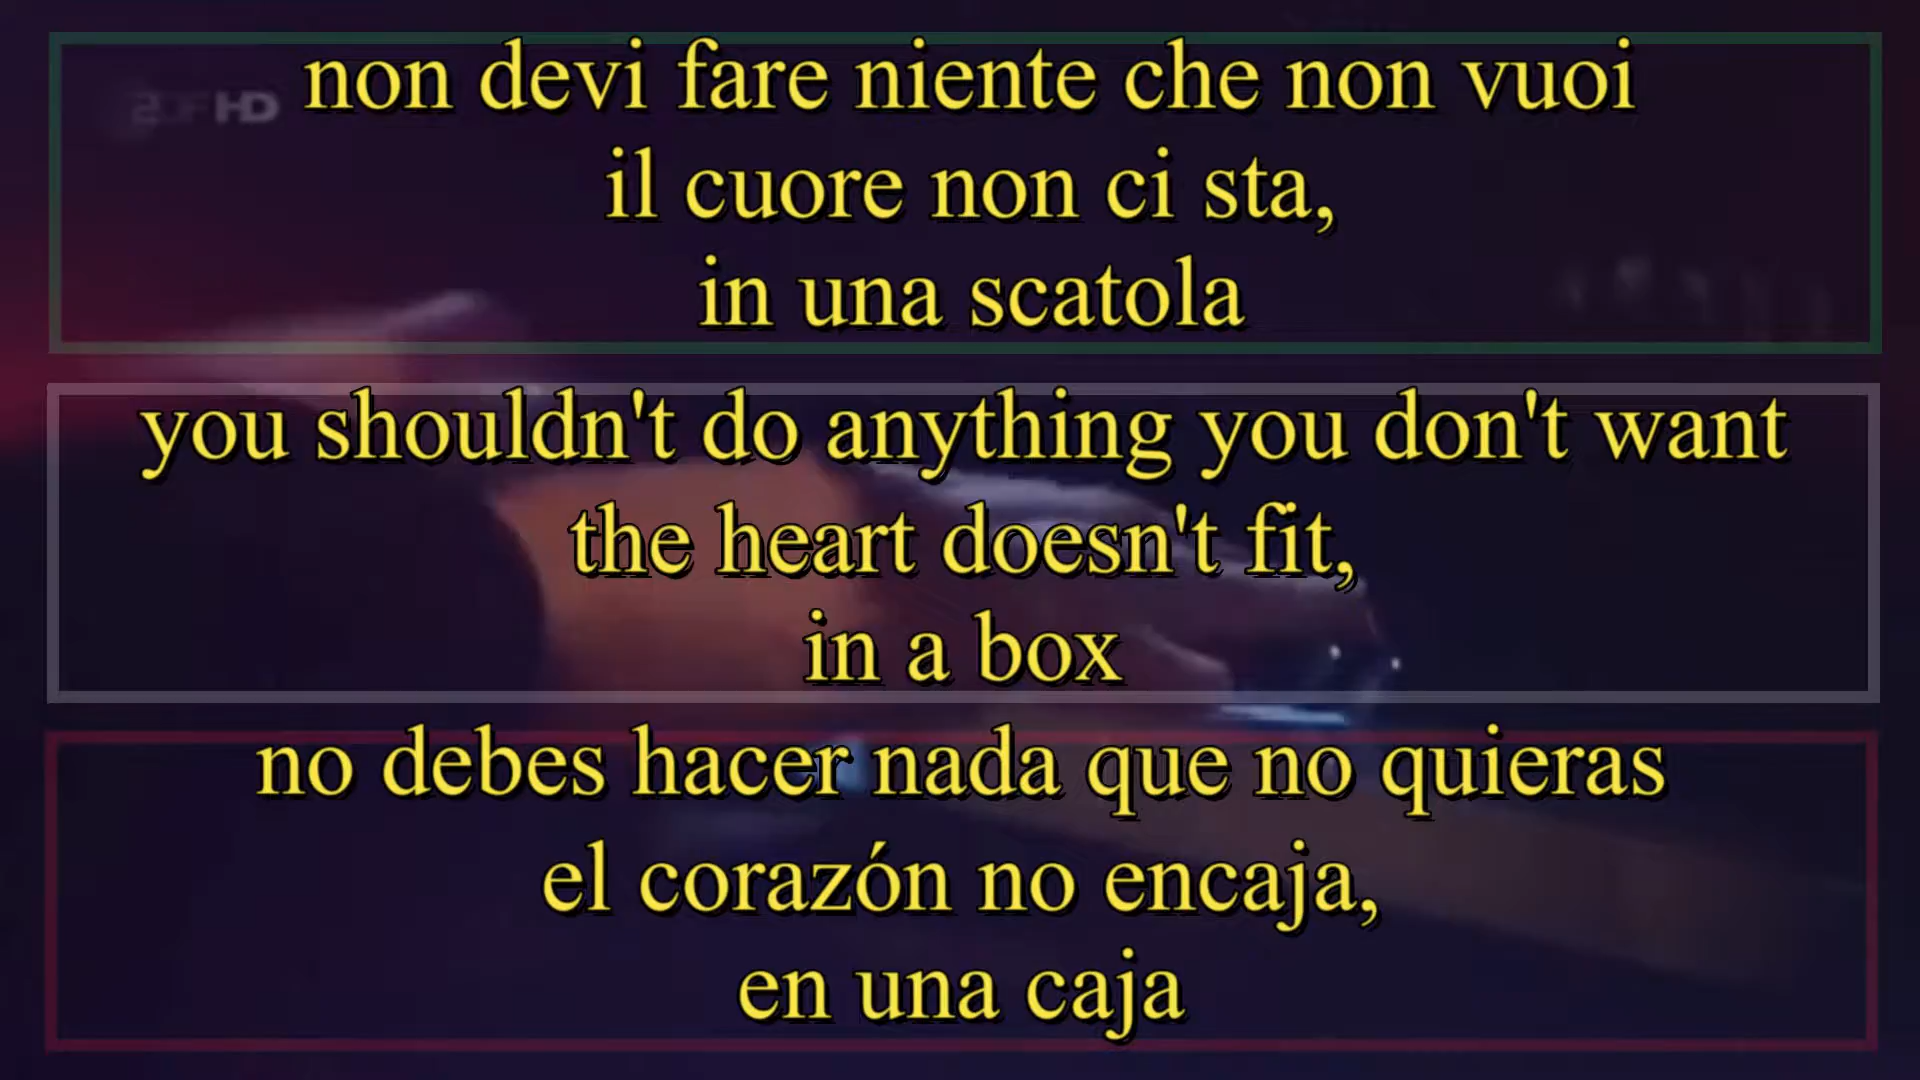 ZDF HD
non devi fare niente che non vuoi
il cuore non ci sta,
in una scatola
you shouldn't do anything you don't want
the heart doesn't fit,
in a box
no debes hacer nada que no quieras
el corazón no encaja,
en una caja